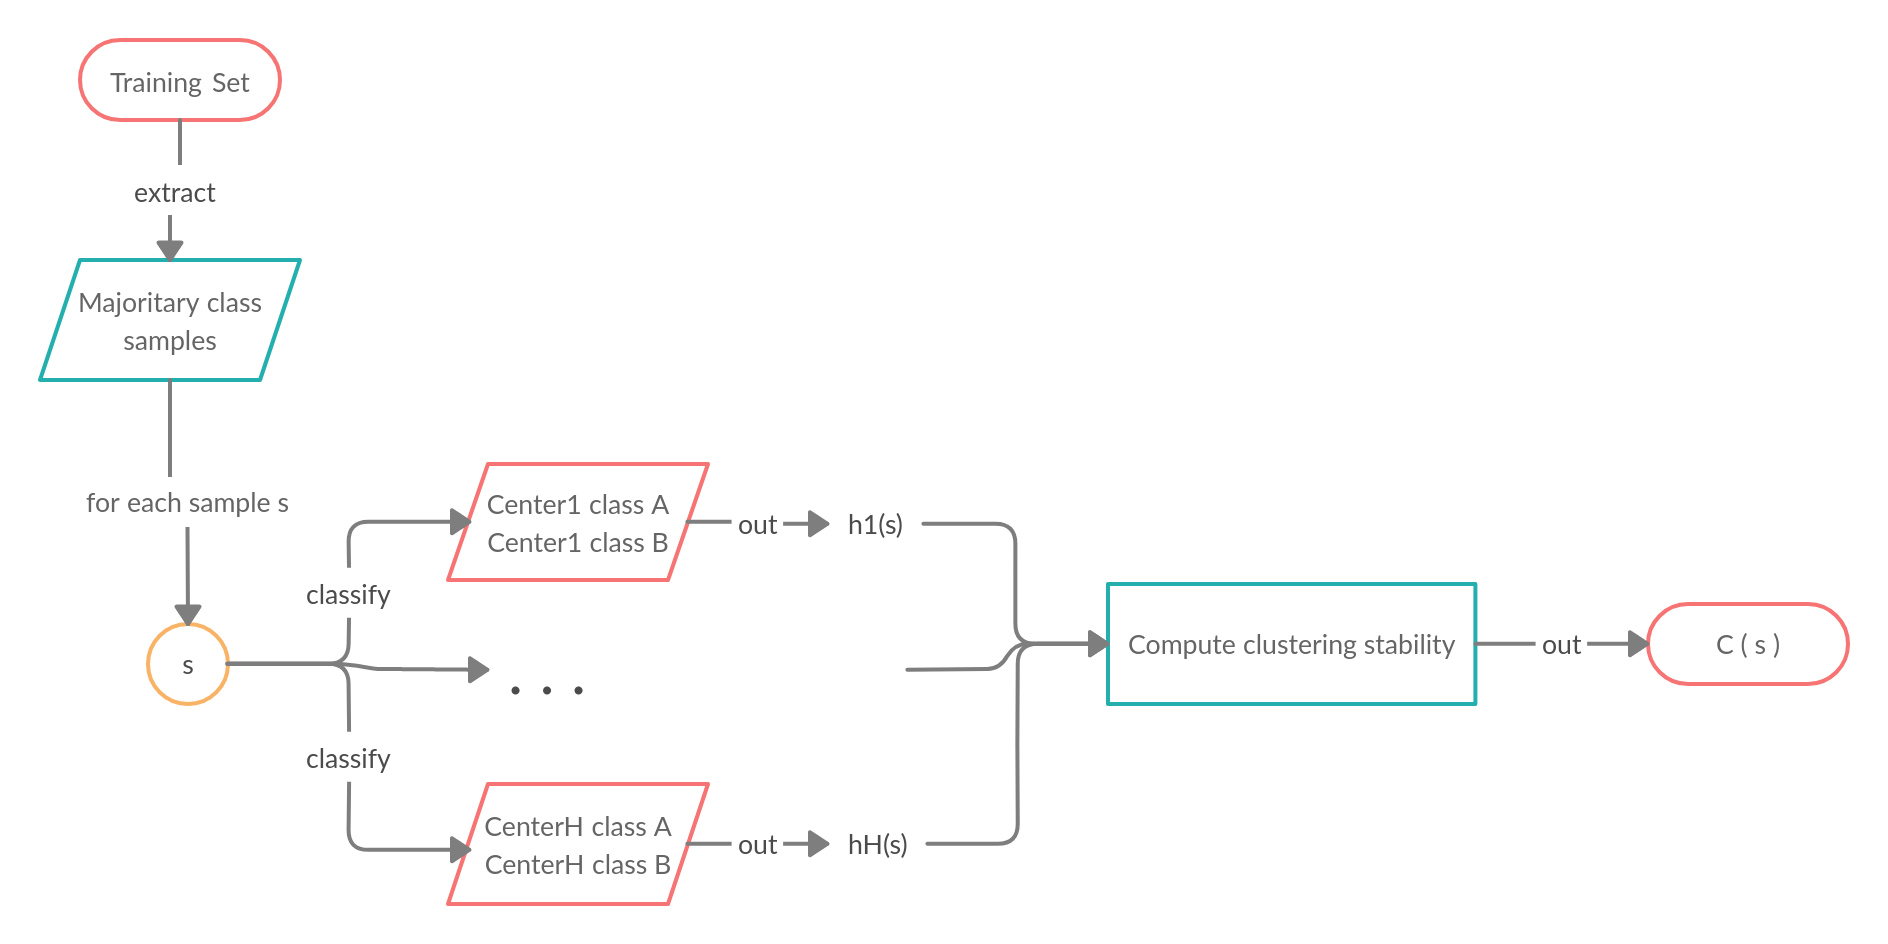 Training Set
extract
Majoritary class
samples
for each sample s
s
classify
classify
Center1 class A
Center1 class B
out
h1(s)
. . .
CenterH class A
CenterH class B
out
hH(s)
Compute clustering stability
out
C ( s )